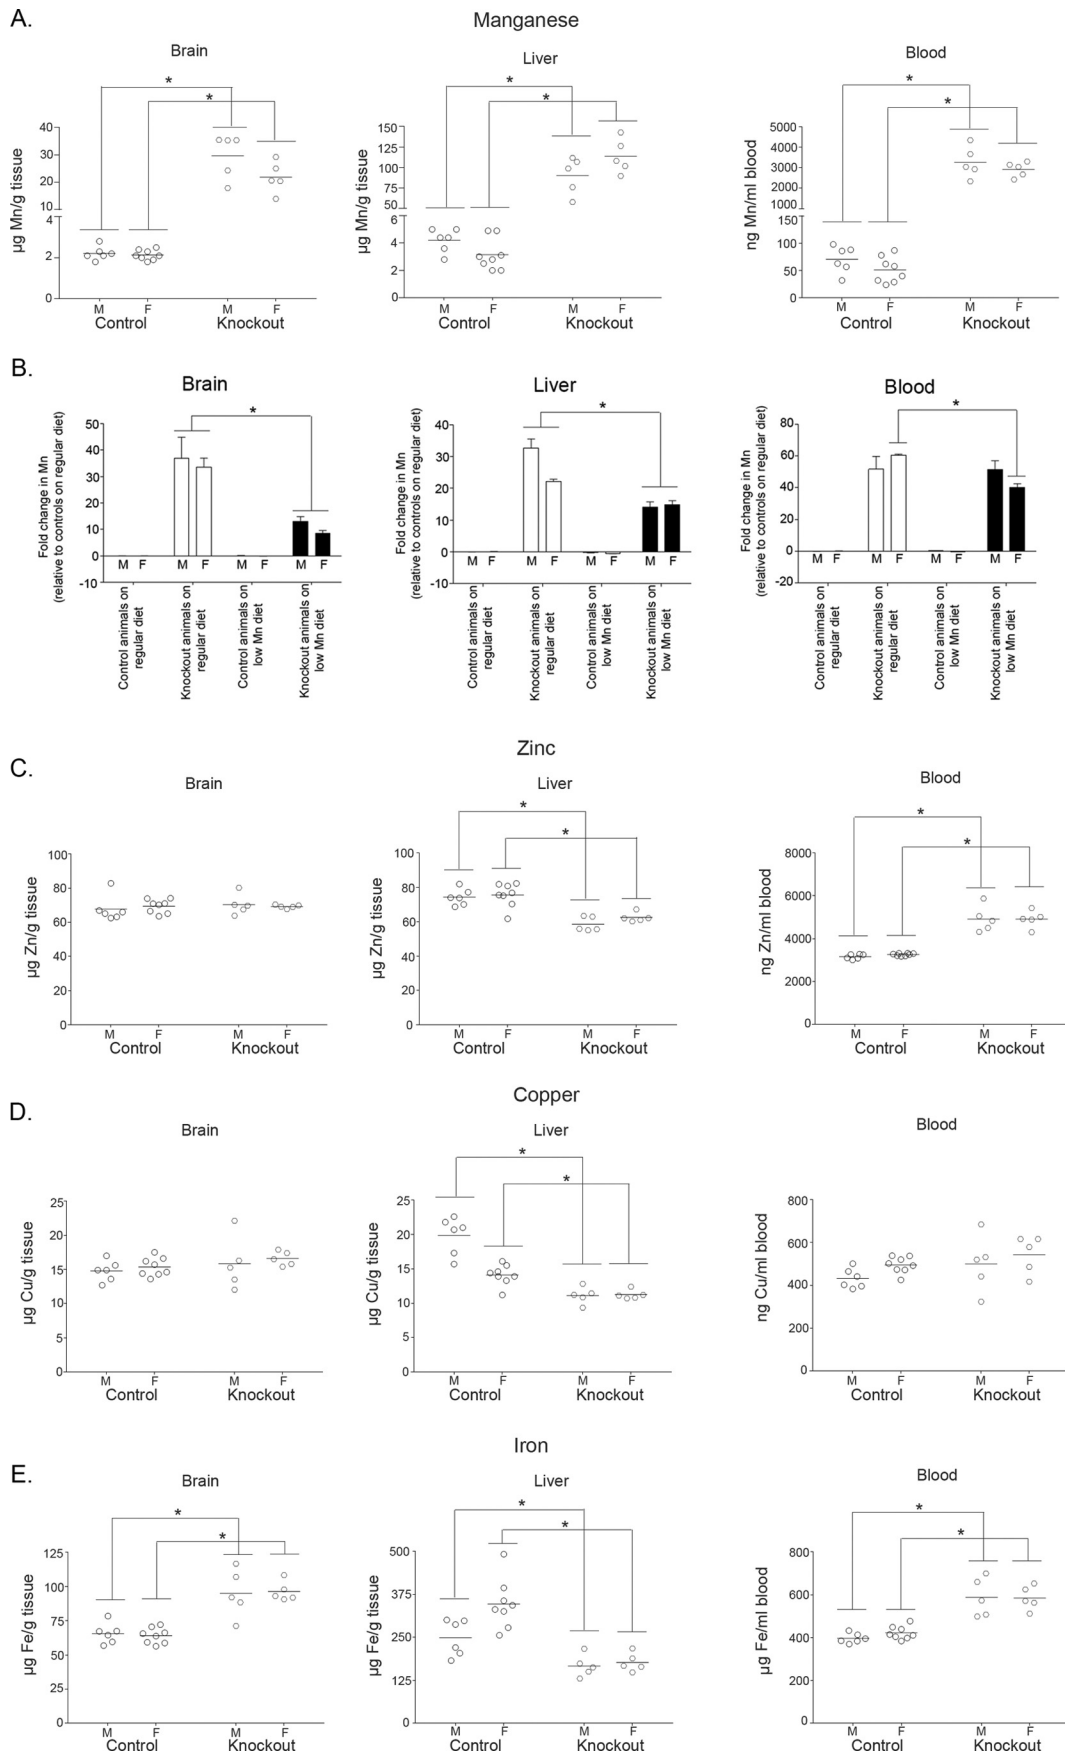 A.
Manganese
Brain
Liver
Blood
*
*
*
*
*
*
µg Mn/g tissue
40
30
20
10
4
2
0
M
F
M
F
Control
Knockout
µg Mn/g tissue
150
125
100
75
50
6
4
2
0
M
F
M
F
Control
Knockout
ng Mn/ml blood
5000
4000
3000
2000
1000
150
100
50
0
M
F
M
F
Control
Knockout
B.
Brain
Liver
Blood
*
*
*
Fold change in Mn
(relative to controls on regular diet)
50
40
30
20
10
0
-10
M F
M F
M F
M F
Control animals on
regular diet
Knockout animals on
regular diet
Control animals on
low Mn diet
Knockout animals on
low Mn diet
Fold change in Mn
(relative to controls on regular diet)
40
30
20
10
0
-10
M F
M F
M F
M F
Control animals on
regular diet
Knockout animals on
regular diet
Control animals on
low Mn diet
Knockout animals on
low Mn diet
Fold change in Mn
(relative to controls on regular diet)
80
60
40
20
0
-20
M F
M F
M F
M F
Control animals on
regular diet
Knockout animals on
regular diet
Control animals on
low Mn diet
Knockout animals on
low Mn diet
C.
Zinc
Brain
Liver
Blood
*
*
*
*
µg Zn/g tissue
100
80
60
40
20
0
M
F
M
F
Control
Knockout
µg Zn/g tissue
100
80
60
40
20
0
M
F
M
F
Control
Knockout
ng Zn/ml blood
8000
6000
4000
2000
0
M
F
M
F
Control
Knockout
D.
Copper
Brain
Liver
Blood
*
*
µg Cu/g tissue
25
20
15
10
5
0
M
F
M
F
Control
Knockout
µg Cu/g tissue
25
20
15
10
5
0
M
F
M
F
Control
Knockout
ng Cu/ml blood
800
600
400
200
0
M
F
M
F
Control
Knockout
E.
Iron
Brain
Liver
Blood
*
*
*
*
*
*
µg Fe/g tissue
125
100
75
50
25
0
M
F
M
F
Control
Knockout
µg Fe/g tissue
500
375
250
125
0
M
F
M
F
Control
Knockout
µg Fe/ml blood
800
600
400
200
0
M
F
M
F
Control
Knockout